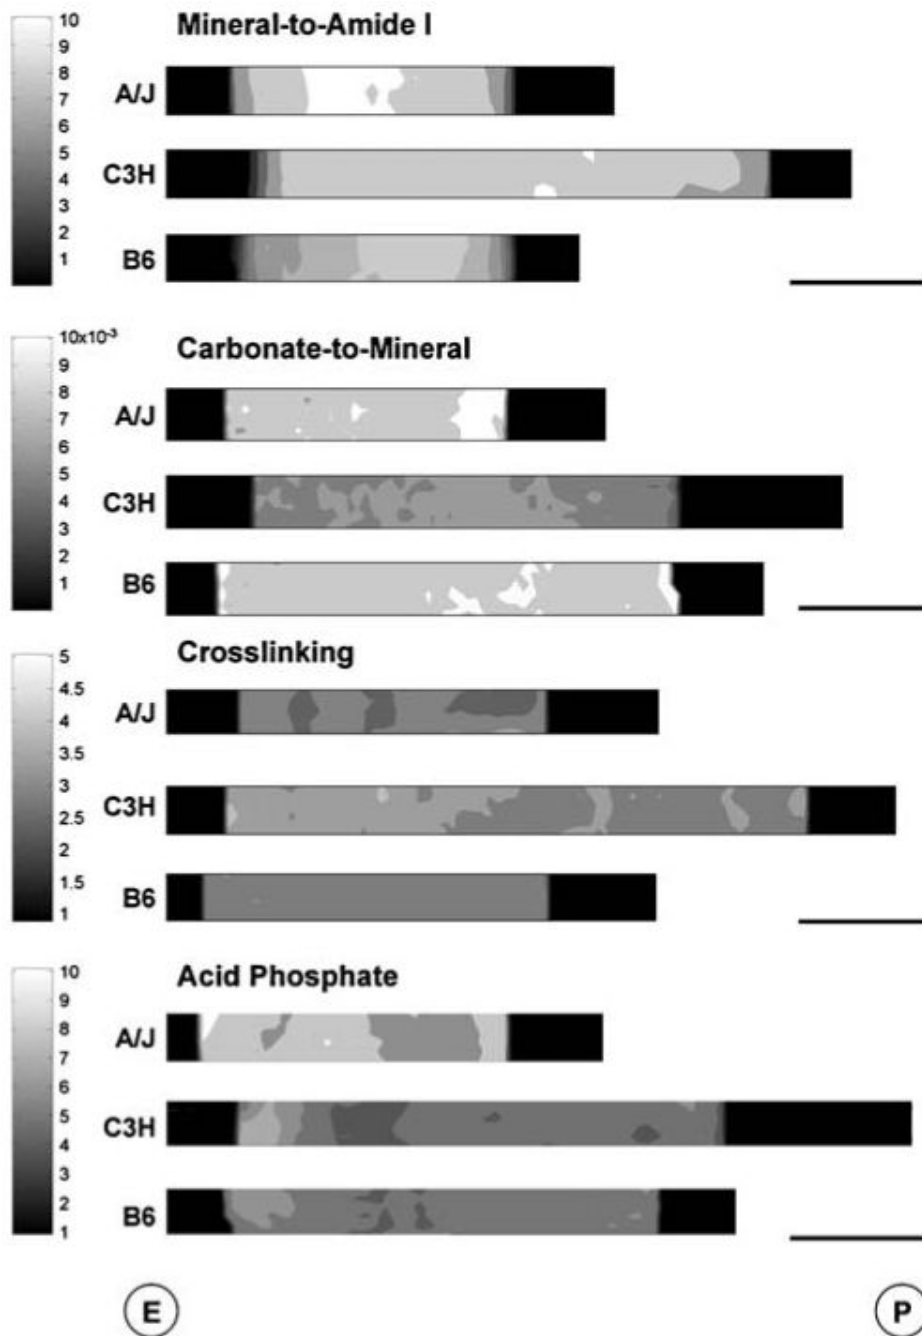 Mineral-to-Amide I
10
9
8
7
6
5
4
3
2
1
A/J
C3H
B6
Carbonate-to-Mineral
10x10⁻³
9
8
7
6
5
4
3
2
1
A/J
C3H
B6
Crosslinking
5
4.5
4
3.5
3
2.5
2
1.5
1
A/J
C3H
B6
Acid Phosphate
10
9
8
7
6
5
4
3
2
1
A/J
C3H
B6
E
P